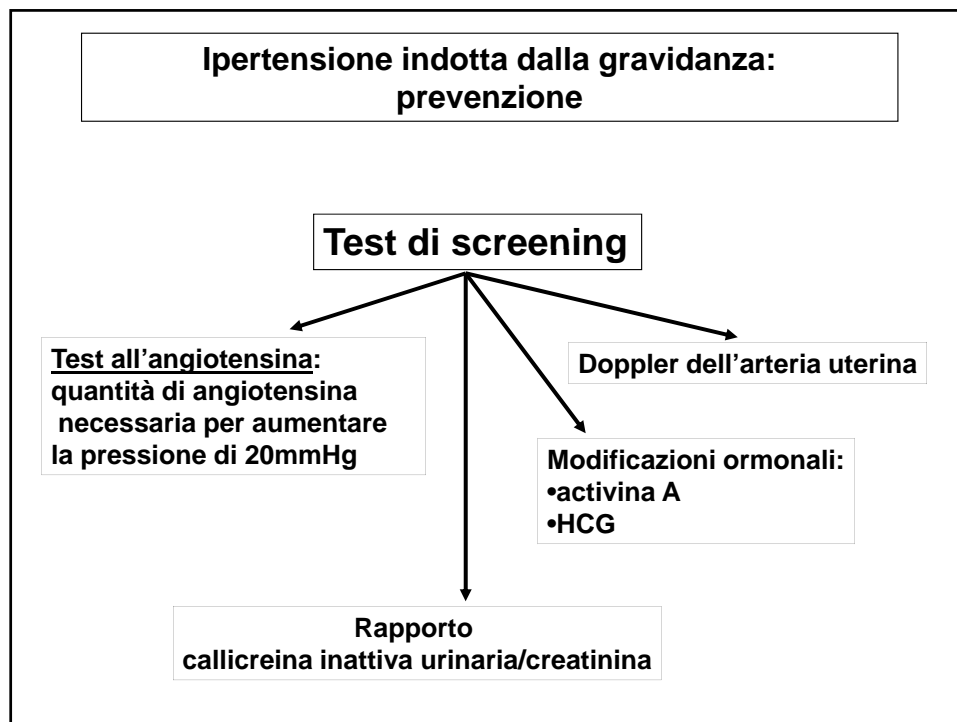 Ipertensione indotta dalla gravidanza:
prevenzione
Test di screening
Test all’angiotensina:
quantità di angiotensina
necessaria per aumentare
la pressione di 20mmHg
Doppler dell’arteria uterina
Modificazioni ormonali:
•activina A
•HCG
Rapporto
callicreina inattiva urinaria/creatinina